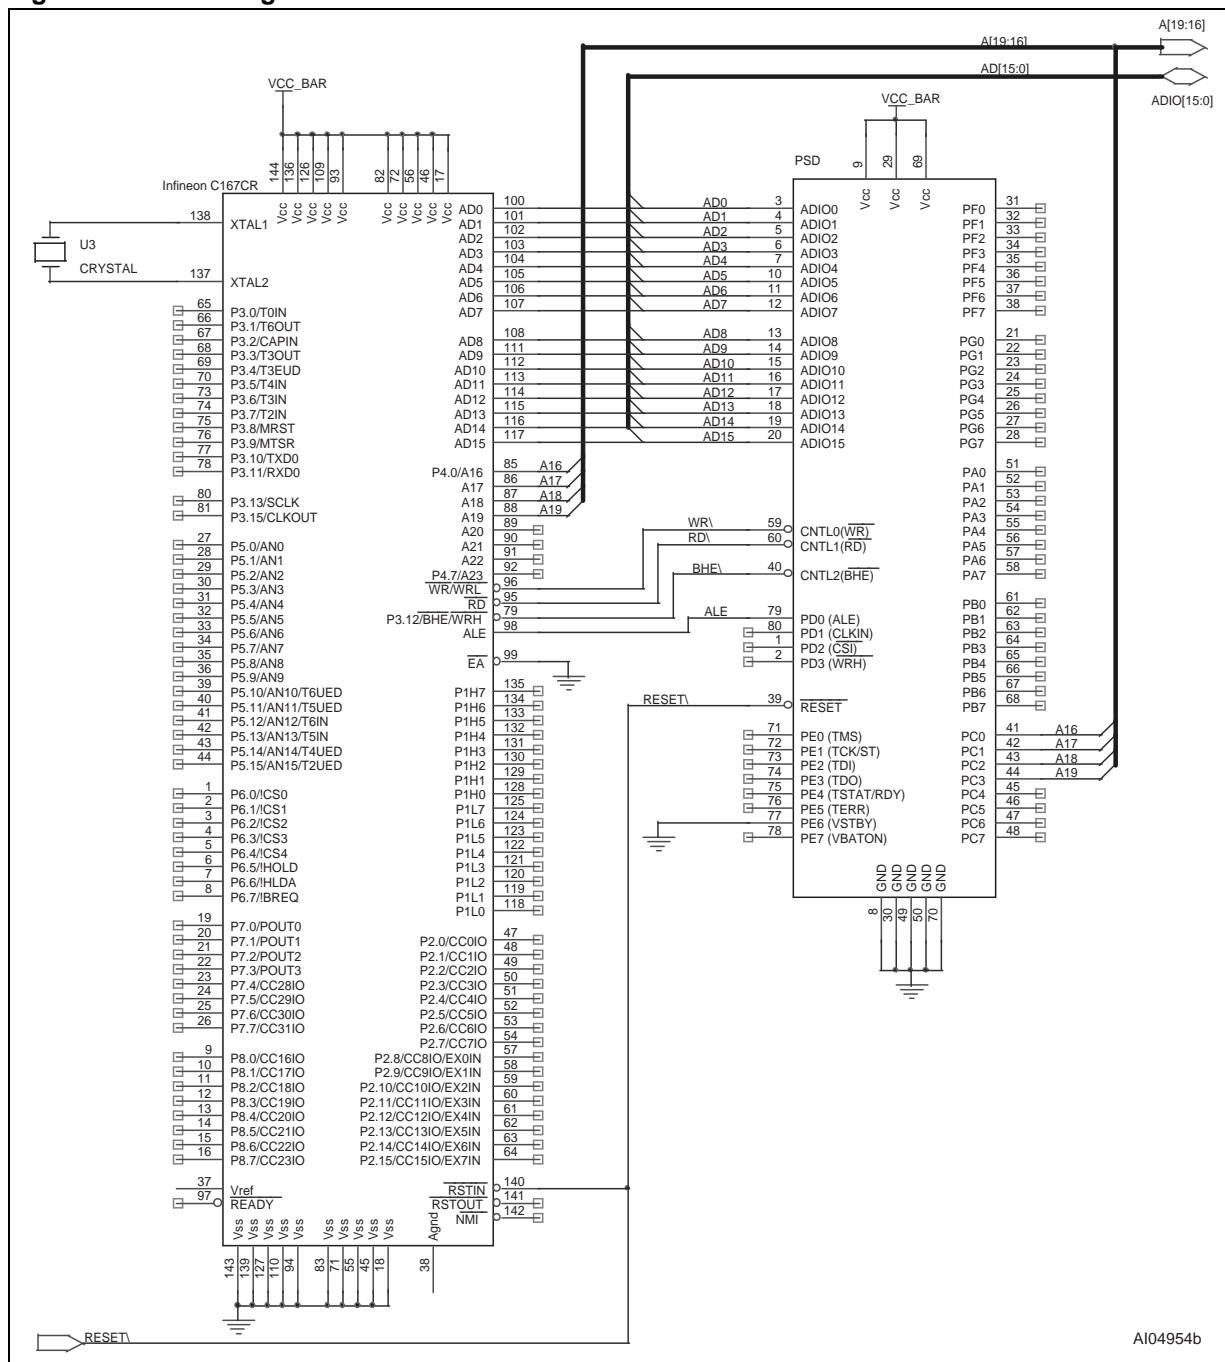 A[19:16]
A[19:16]
AD[15:0]
ADIO[15:0]
VCC_BAR
VCC_BAR
Infineon C167CR
PSD
144 136 126 109 93 82 72 56 46 17
Vcc Vcc Vcc Vcc Vcc Vcc Vcc Vcc Vcc Vcc
9 29 69
Vcc Vcc Vcc
138 XTAL1
U3
CRYSTAL
137 XTAL2
65 P3.0/T0IN
66 P3.1/T6OUT
67 P3.2/CAPIN
68 P3.3/T3OUT
69 P3.4/T3EUD
70 P3.5/T4IN
73 P3.6/T3IN
74 P3.7/T2IN
75 P3.8/MRST
76 P3.9/MTSR
77 P3.10/TXD0
78 P3.11/RXD0
80 P3.13/SCLK
81 P3.15/CLKOUT
27 P5.0/AN0
28 P5.1/AN1
29 P5.2/AN2
30 P5.3/AN3
31 P5.4/AN4
32 P5.5/AN5
33 P5.6/AN6
34 P5.7/AN7
35 P5.8/AN8
36 P5.9/AN9
39 P5.10/AN10/T6UED
40 P5.11/AN11/T5UED
41 P5.12/AN12/T6IN
42 P5.13/AN13/T5IN
43 P5.14/AN14/T4UED
44 P5.15/AN15/T2UED
1 P6.0/!CS0
2 P6.1/!CS1
3 P6.2/!CS2
4 P6.3/!CS3
5 P6.4/!CS4
6 P6.5/!HOLD
7 P6.6/!HLDA
8 P6.7/!BREQ
19 P7.0/POUT0
20 P7.1/POUT1
21 P7.2/POUT2
22 P7.3/POUT3
23 P7.4/CC28IO
24 P7.5/CC29IO
25 P7.6/CC30IO
26 P7.7/CC31IO
9 P8.0/CC16IO
10 P8.1/CC17IO
11 P8.2/CC18IO
12 P8.3/CC19IO
13 P8.4/CC20IO
14 P8.5/CC21IO
15 P8.6/CC22IO
16 P8.7/CC23IO
37 Vref
97 READY
AD0 100 AD0 3 ADIO0
AD1 101 AD1 4 ADIO1
AD2 102 AD2 5 ADIO2
AD3 103 AD3 6 ADIO3
AD4 104 AD4 7 ADIO4
AD5 105 AD5 10 ADIO5
AD6 106 AD6 11 ADIO6
AD7 107 AD7 12 ADIO7
AD8 108 AD8 13 ADIO8
AD9 111 AD9 14 ADIO9
AD10 112 AD10 15 ADIO10
AD11 113 AD11 16 ADIO11
AD12 114 AD12 17 ADIO12
AD13 115 AD13 18 ADIO13
AD14 116 AD14 19 ADIO14
AD15 117 AD15 20 ADIO15
P4.0/A16 85 A16
A17 86 A17
A18 87 A18
A19 88 A19
A20 89
A21 90
A22 91
P4.7/A23 92
WR/WRL 96
RD 95
P3.12/BHE/WRH 79
ALE 98
EA 99
P1H7 135
P1H6 134
P1H5 133
P1H4 132
P1H3 131
P1H2 130
P1H1 129
P1H0 128
P1L7 125
P1L6 124
P1L5 123
P1L4 122
P1L3 121
P1L2 120
P1L1 119
P1L0 118
P2.0/CC0IO 47
P2.1/CC1IO 48
P2.2/CC2IO 49
P2.3/CC3IO 50
P2.4/CC4IO 51
P2.5/CC5IO 52
P2.6/CC6IO 53
P2.7/CC7IO 54
P2.8/CC8IO/EX0IN 57
P2.9/CC9IO/EX1IN 58
P2.10/CC10IO/EX2IN 59
P2.11/CC11IO/EX3IN 60
P2.12/CC12IO/EX4IN 61
P2.13/CC13IO/EX5IN 62
P2.14/CC14IO/EX6IN 63
P2.15/CC15IO/EX7IN 64
RSTIN 140
RSTOUT 141
NMI 142
Vss Vss Vss Vss Vss Vss Vss Vss Vss Vss Agnd
143 139 127 110 94 83 71 55 45 18 38
WR\ 59 CNTL0(WR)
RD\ 60 CNTL1(RD)
BHE\ 40 CNTL2(BHE)
ALE 79 PD0 (ALE)
80 PD1 (CLKIN)
1 PD2 (CSI)
2 PD3 (WRH)
RESET\ 39 RESET
71 PE0 (TMS)
72 PE1 (TCK/ST)
73 PE2 (TDI)
74 PE3 (TDO)
75 PE4 (TSTAT/RDY)
76 PE5 (TERR)
77 PE6 (VSTBY)
78 PE7 (VBATON)
PF0 31
PF1 32
PF2 33
PF3 34
PF4 35
PF5 36
PF6 37
PF7 38
PG0 21
PG1 22
PG2 23
PG3 24
PG4 25
PG5 26
PG6 27
PG7 28
PA0 51
PA1 52
PA2 53
PA3 54
PA4 55
PA5 56
PA6 57
PA7 58
PB0 61
PB1 62
PB2 63
PB3 64
PB4 65
PB5 66
PB6 67
PB7 68
PC0 41 A16
PC1 42 A17
PC2 43 A18
PC3 44 A19
PC4 45
PC5 46
PC6 47
PC7 48
GND GND GND GND GND
8 30 49 50 70
RESET\
AI04954b